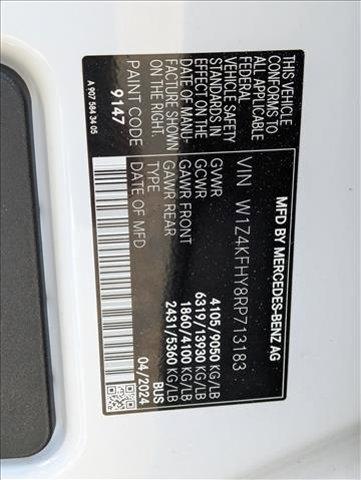 MFD BY MERCEDES-BENZ AG
VIN W1Z4KFHY8RP713183
GVWR 4105/9050 KG/LB
GCWR 6319/13930 KG/LB
GAWR FRONT 1860/4100 KG/LB
GAWR REAR 2431/5360 KG/LB
TYPE BUS
DATE OF MFD 04/2024
THIS VEHICLE CONFORMS TO ALL APPLICABLE
FEDERAL
VEHICLE SAFETY
STANDARDS IN
EFFECT ON THE
DATE OF MANU-
FACTURE SHOWN
ON THE RIGHT.
PAINT CODE
9147
A 907 584 34 05